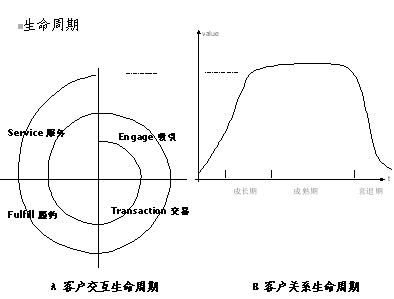 生命周期
value
Service 服务
Engage 吸引
Fulfill 履约
Transaction 交易
t
成长期
成熟期
衰退期
A 客户交互生命周期
B 客户关系生命周期